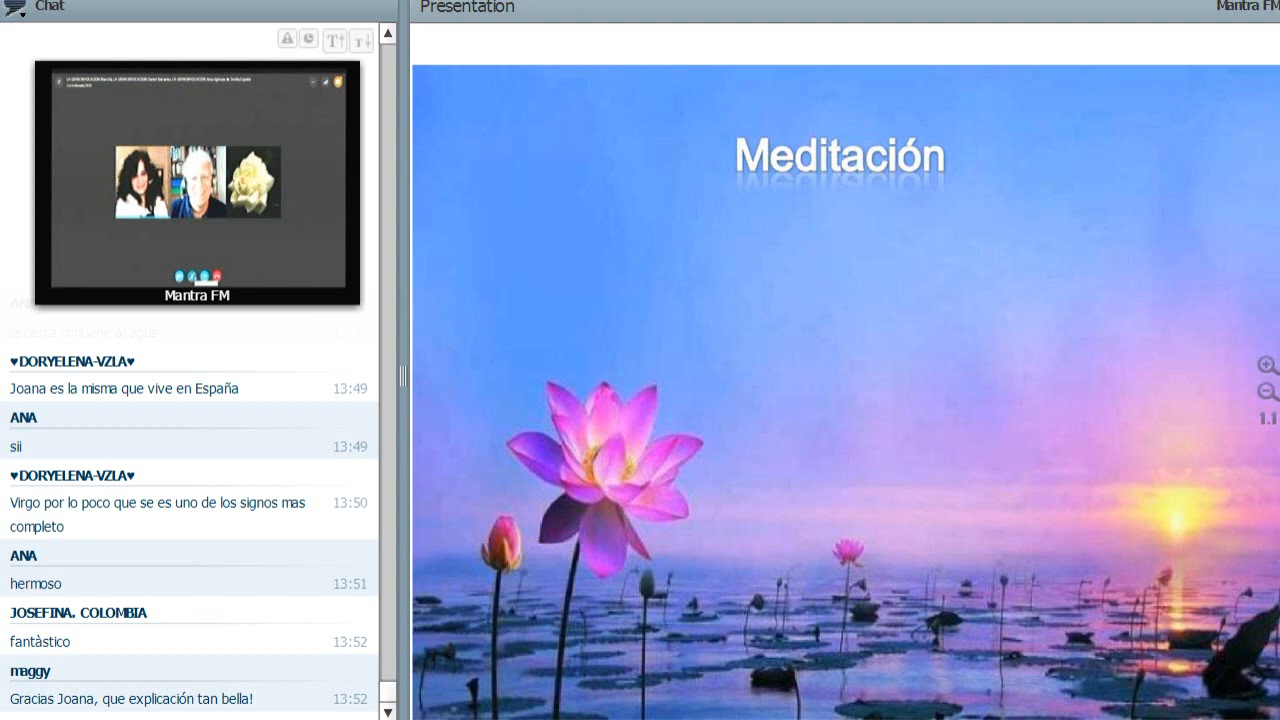 Chat
Presentation
Mantra FM
Mantra FM
la tierra contiene al agua
♥DORYELENA-VZLA♥
Joana es la misma que vive en España 13:49
ANA
sii 13:49
♥DORYELENA-VZLA♥
Virgo por lo poco que se es uno de los signos mas 13:50
completo
ANA
hermoso 13:51
JOSEFINA. COLOMBIA
fantàstico 13:52
maggy
Gracias Joana, que explicación tan bella! 13:52
Meditación
1.1